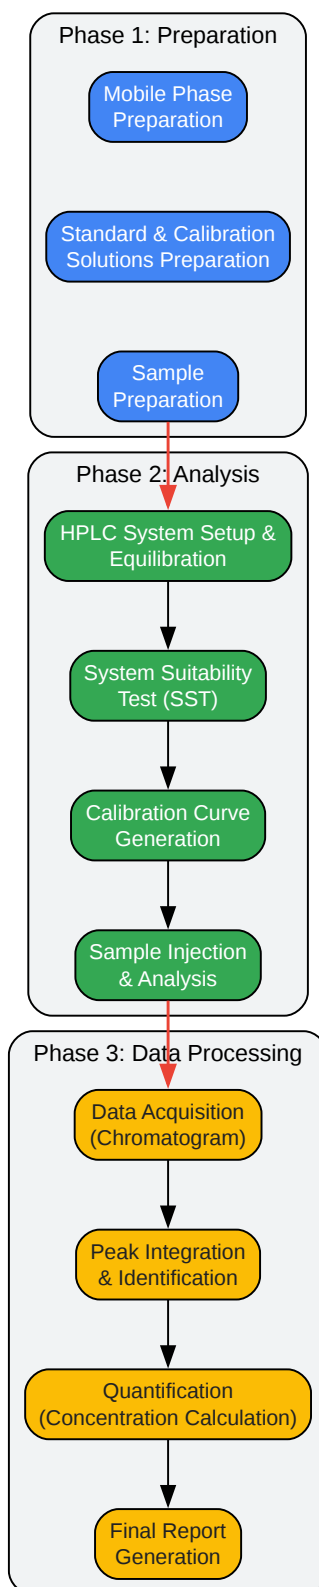 Phase 1: Preparation
Mobile Phase
Preparation
Standard & Calibration
Solutions Preparation
Sample
Preparation
Phase 2: Analysis
HPLC System Setup &
Equilibration
System Suitability
Test (SST)
Calibration Curve
Generation
Sample Injection
& Analysis
Phase 3: Data Processing
Data Acquisition
(Chromatogram)
Peak Integration
& Identification
Quantification
(Concentration Calculation)
Final Report
Generation